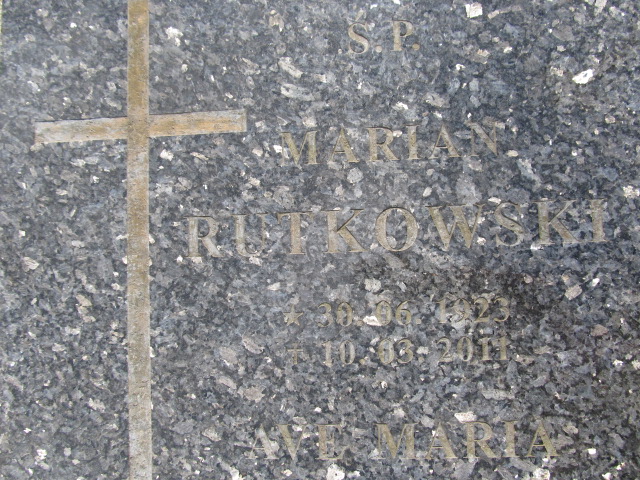 Ś.P.
MARIAN
RUTKOWSKI
★ 30.06.1923
† 10.03.2011
AVE MARIA